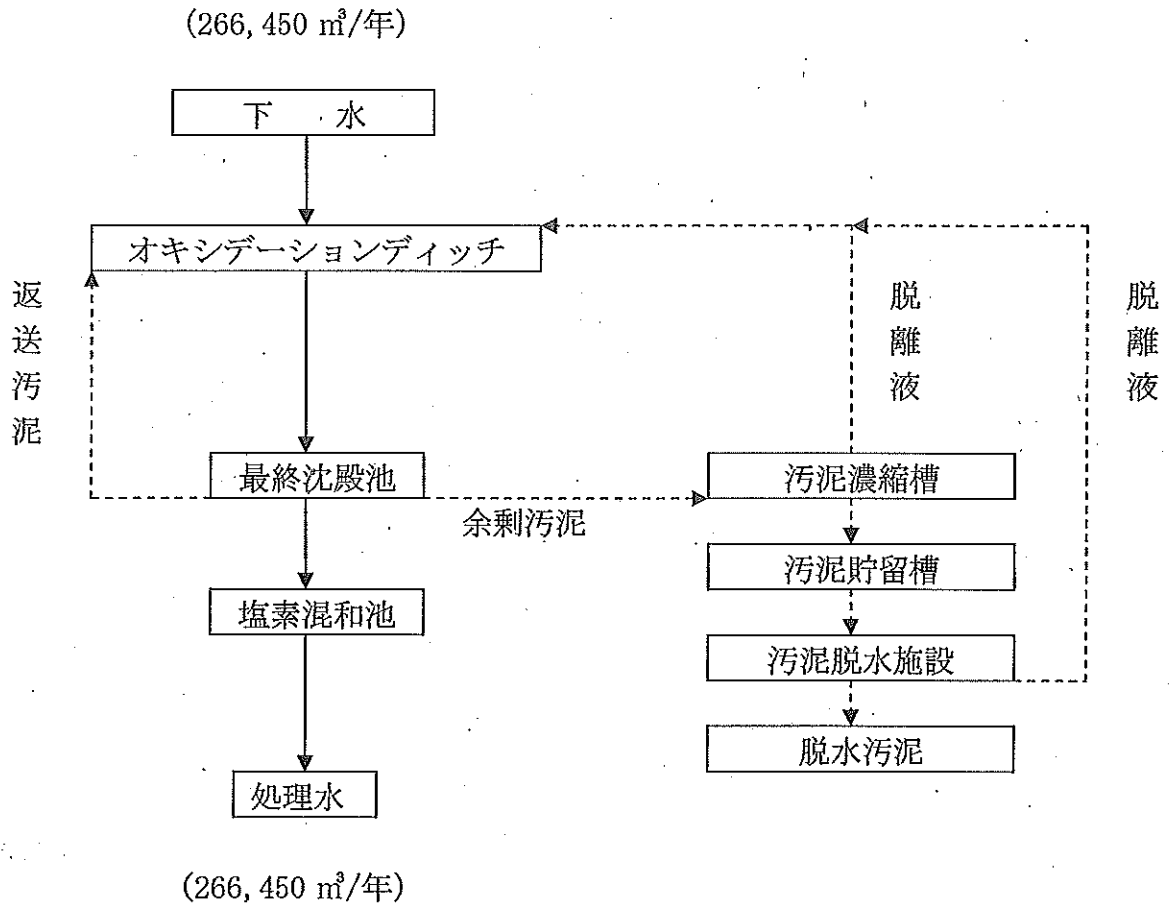 (266,450 ㎥/年)
下 水
オキシデーションディッチ
返送汚泥
脱離液
脱離液
最終沈殿池
汚泥濃縮槽
余剰汚泥
汚泥貯留槽
塩素混和池
汚泥脱水施設
脱水汚泥
処理水
(266,450 ㎥/年)